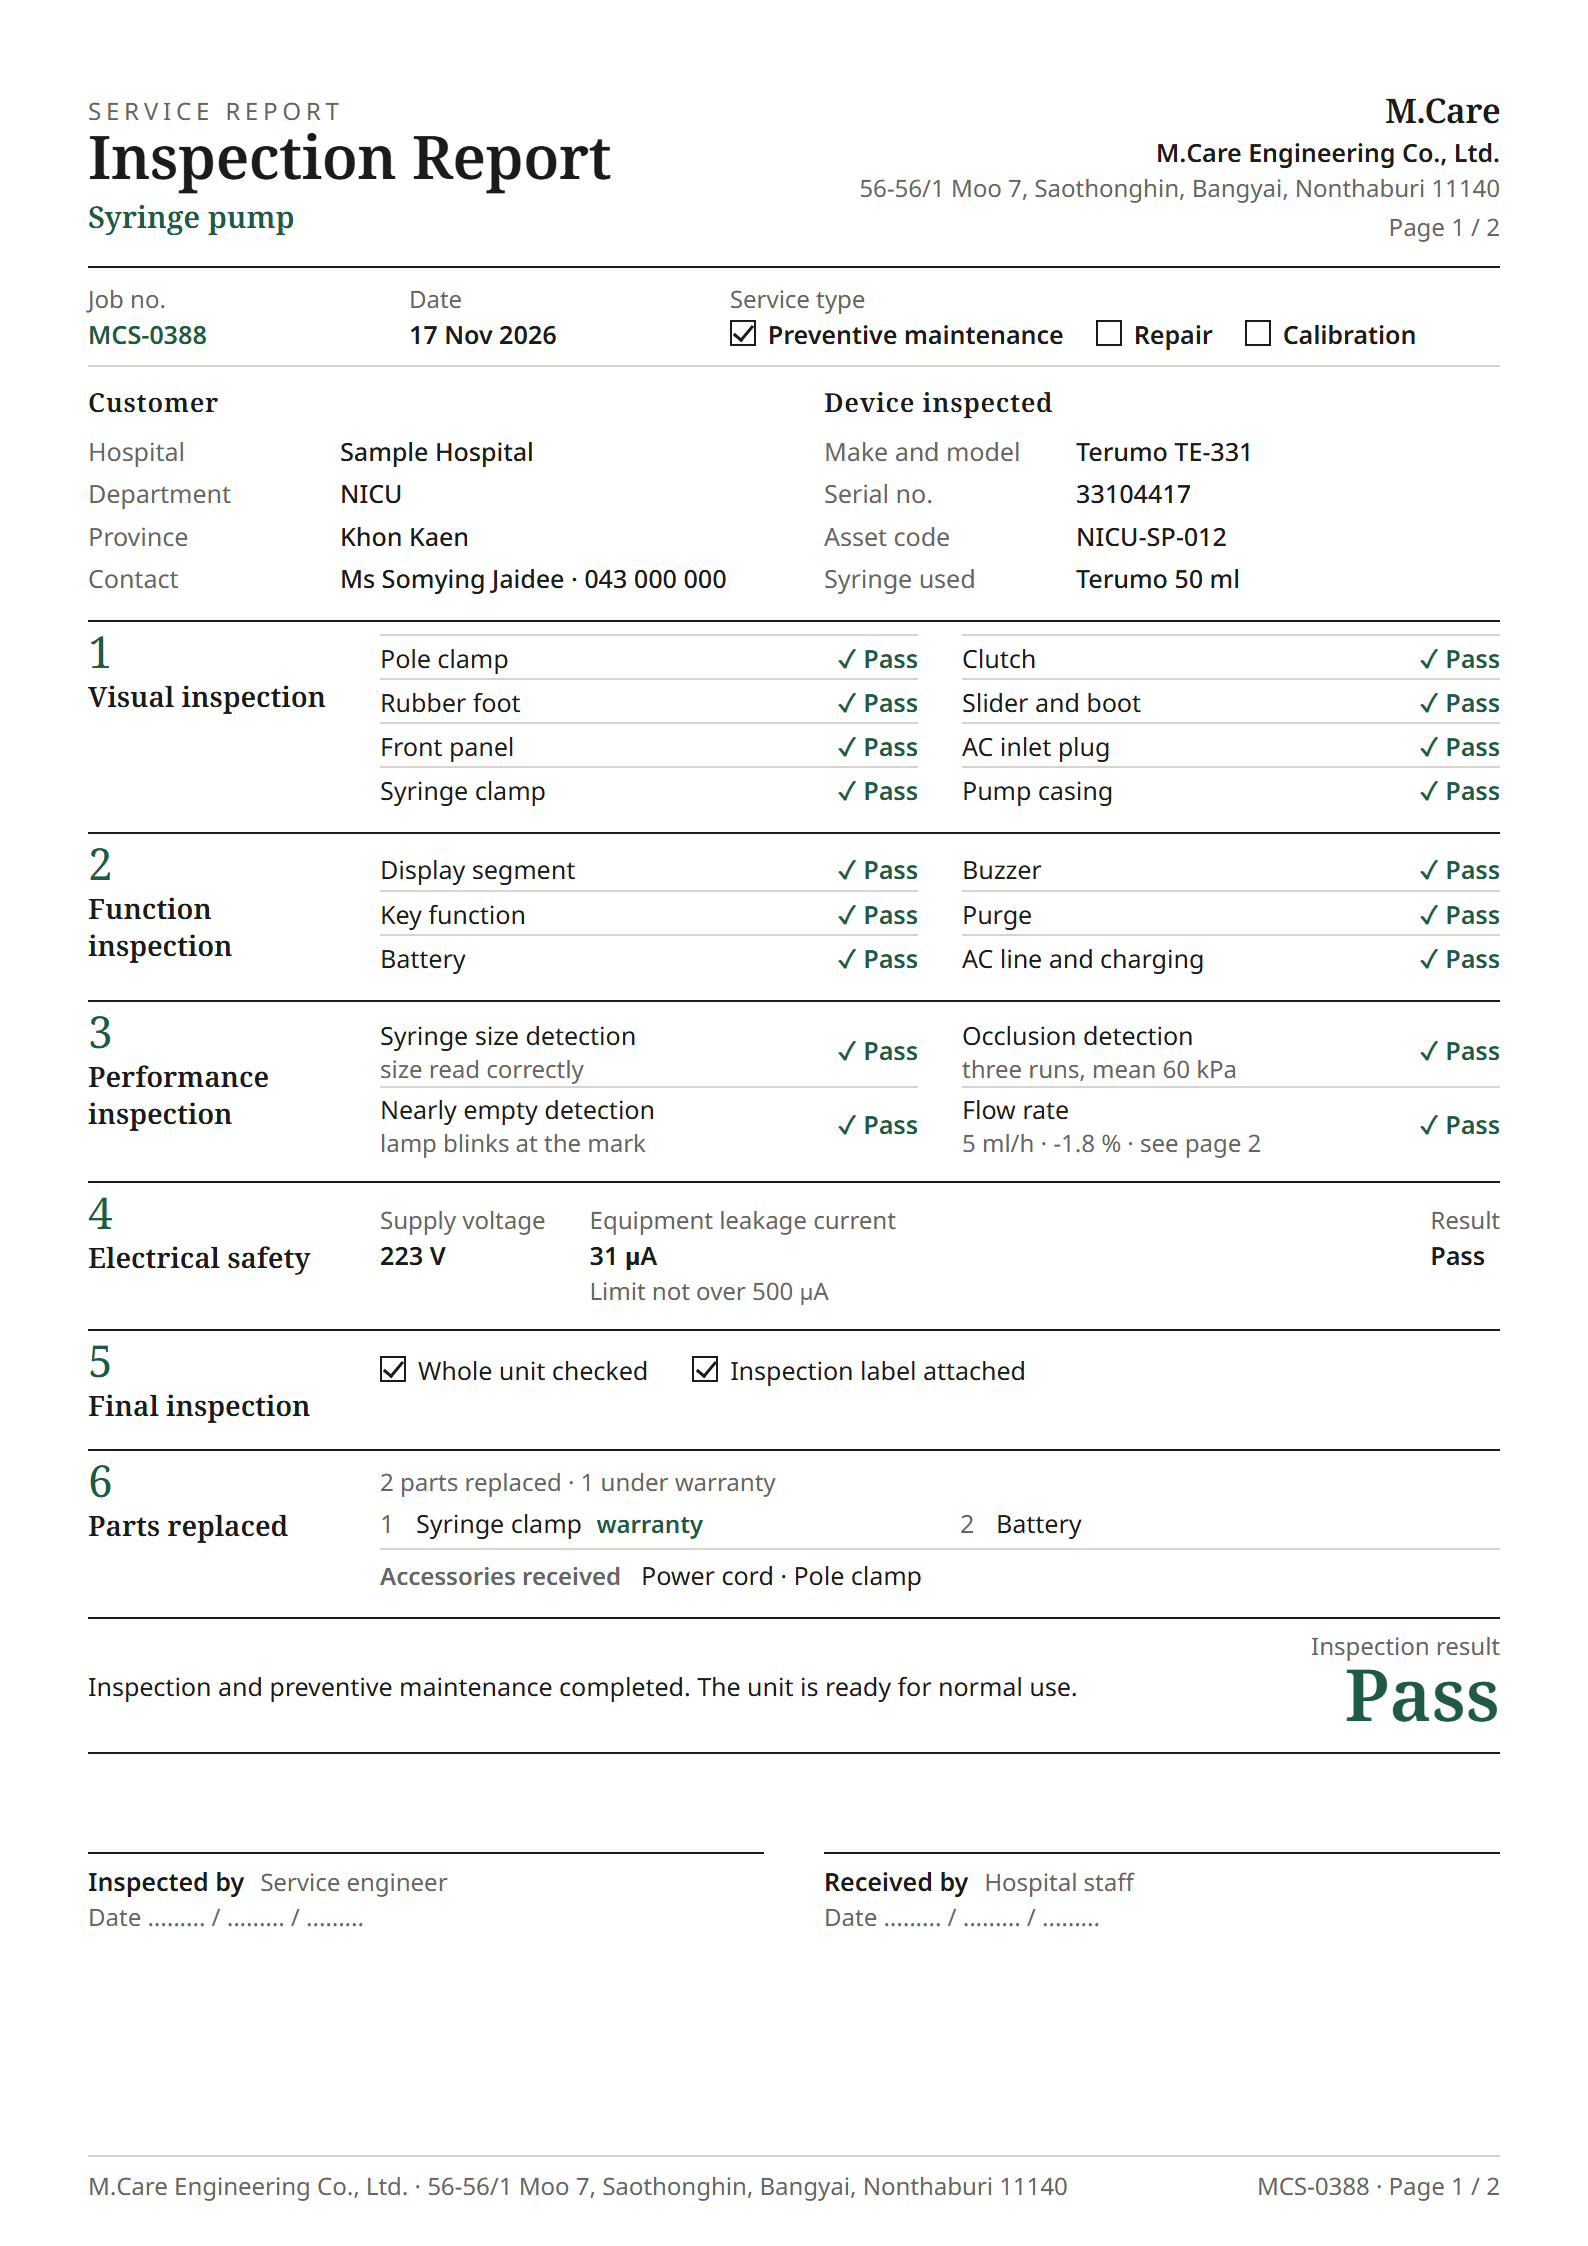 SERVICE REPORT
Inspection Report
Syringe pump
M.Care
M.Care Engineering Co., Ltd.
56-56/1 Moo 7, Saothonghin, Bangyai, Nonthaburi 11140
Page 1 / 2
Job no.
MCS-0388
Date
17 Nov 2026
Service type
☑ Preventive maintenance ☐ Repair ☐ Calibration
Customer
Hospital Sample Hospital
Department NICU
Province Khon Kaen
Contact Ms Somying Jaidee · 043 000 000
Device inspected
Make and model Terumo TE-331
Serial no. 33104417
Asset code NICU-SP-012
Syringe used Terumo 50 ml
1
Visual inspection
Pole clamp ✓ Pass
Rubber foot ✓ Pass
Front panel ✓ Pass
Syringe clamp ✓ Pass
Clutch ✓ Pass
Slider and boot ✓ Pass
AC inlet plug ✓ Pass
Pump casing ✓ Pass
2
Function
inspection
Display segment ✓ Pass
Key function ✓ Pass
Battery ✓ Pass
Buzzer ✓ Pass
Purge ✓ Pass
AC line and charging ✓ Pass
3
Performance
inspection
Syringe size detection
size read correctly
✓ Pass
Nearly empty detection
lamp blinks at the mark
✓ Pass
Occlusion detection
three runs, mean 60 kPa
✓ Pass
Flow rate
5 ml/h · -1.8 % · see page 2
✓ Pass
4
Electrical safety
Supply voltage
223 V
Equipment leakage current
31 µA
Limit not over 500 µA
Result
Pass
5
Final inspection
☑ Whole unit checked ☑ Inspection label attached
6
Parts replaced
2 parts replaced · 1 under warranty
1 Syringe clamp warranty
2 Battery
Accessories received Power cord · Pole clamp
Inspection and preventive maintenance completed. The unit is ready for normal use.
Inspection result
Pass
Inspected by Service engineer
Date ......... / ......... / .........
Received by Hospital staff
Date ......... / ......... / .........
M.Care Engineering Co., Ltd. · 56-56/1 Moo 7, Saothonghin, Bangyai, Nonthaburi 11140
MCS-0388 · Page 1 / 2